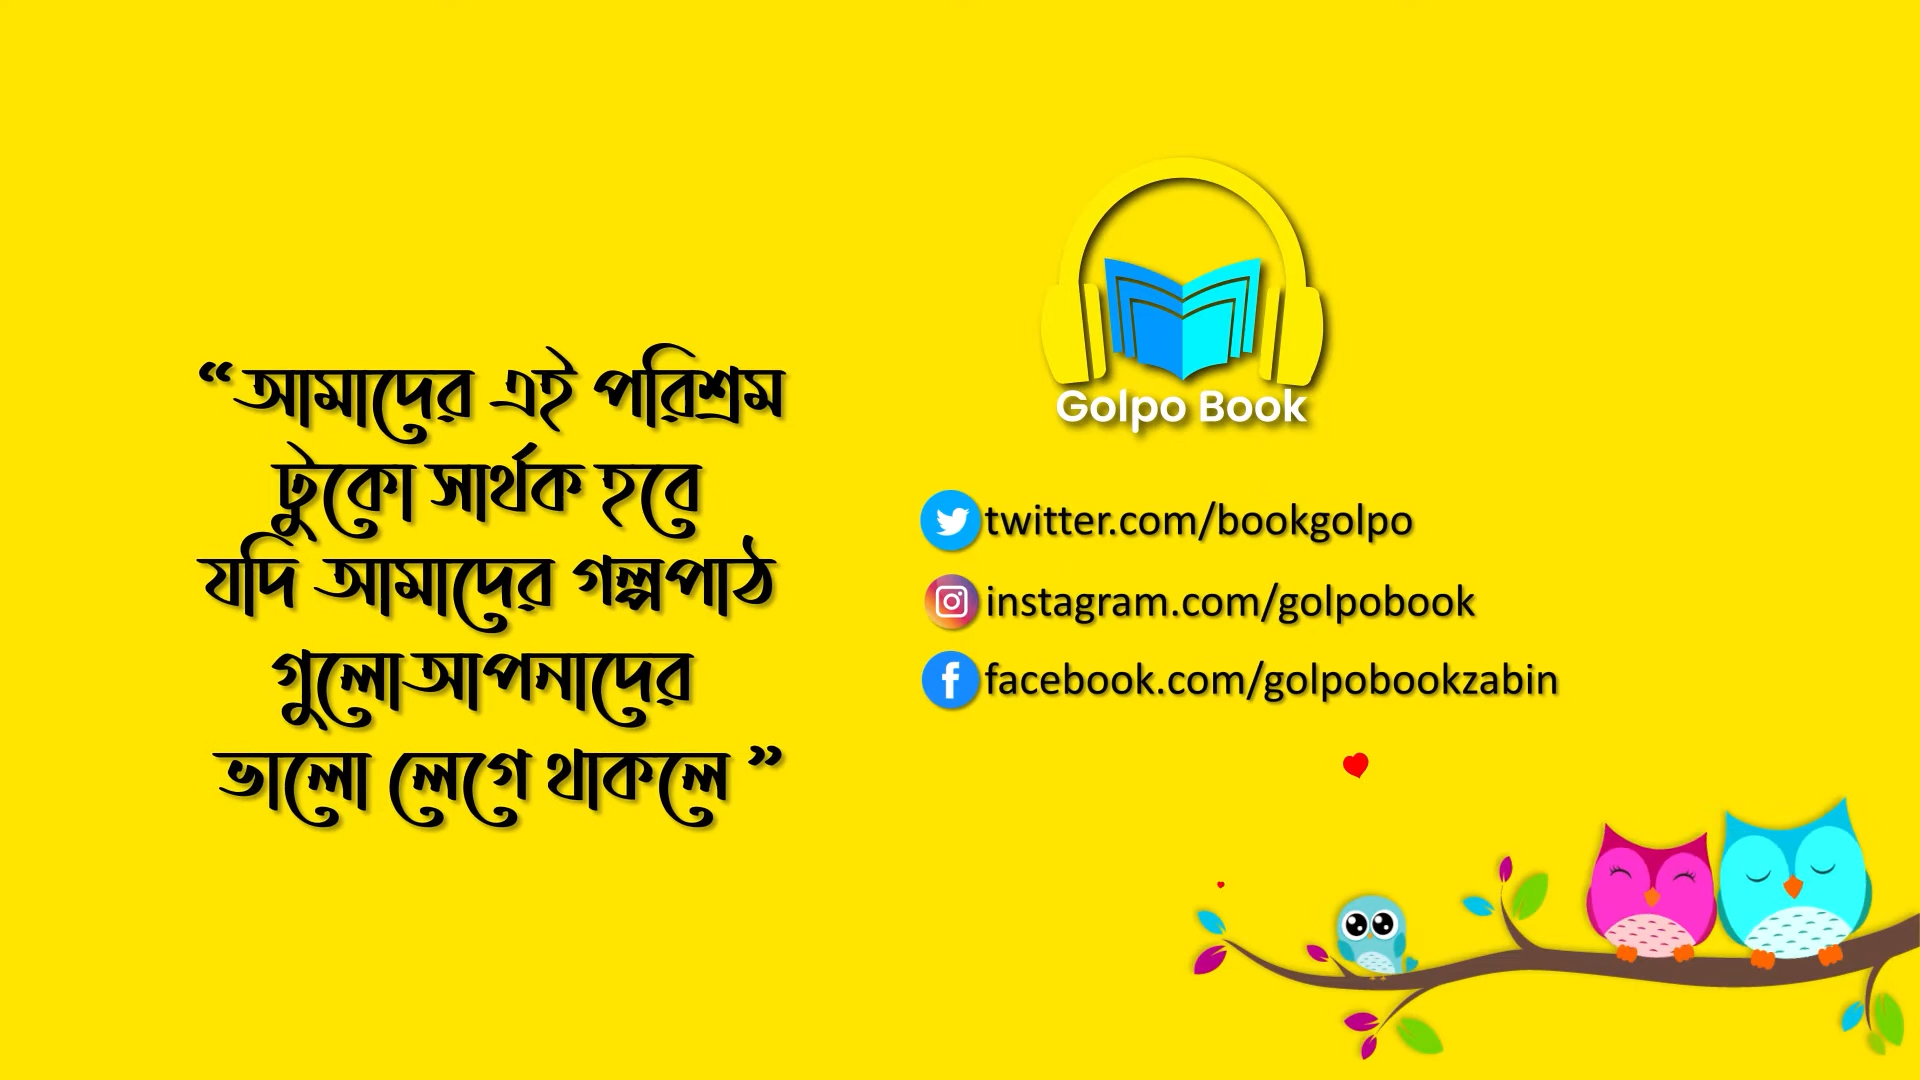 “আমাদের এই পরিশ্রম
টুকো সার্থক হবে
যদি আমাদের গল্পপাঠ
গুলো আপনাদের
ভালো লেগে থাকলে”
Golpo Book
twitter.com/bookgolpo
instagram.com/golpobook
facebook.com/golpobookzabin